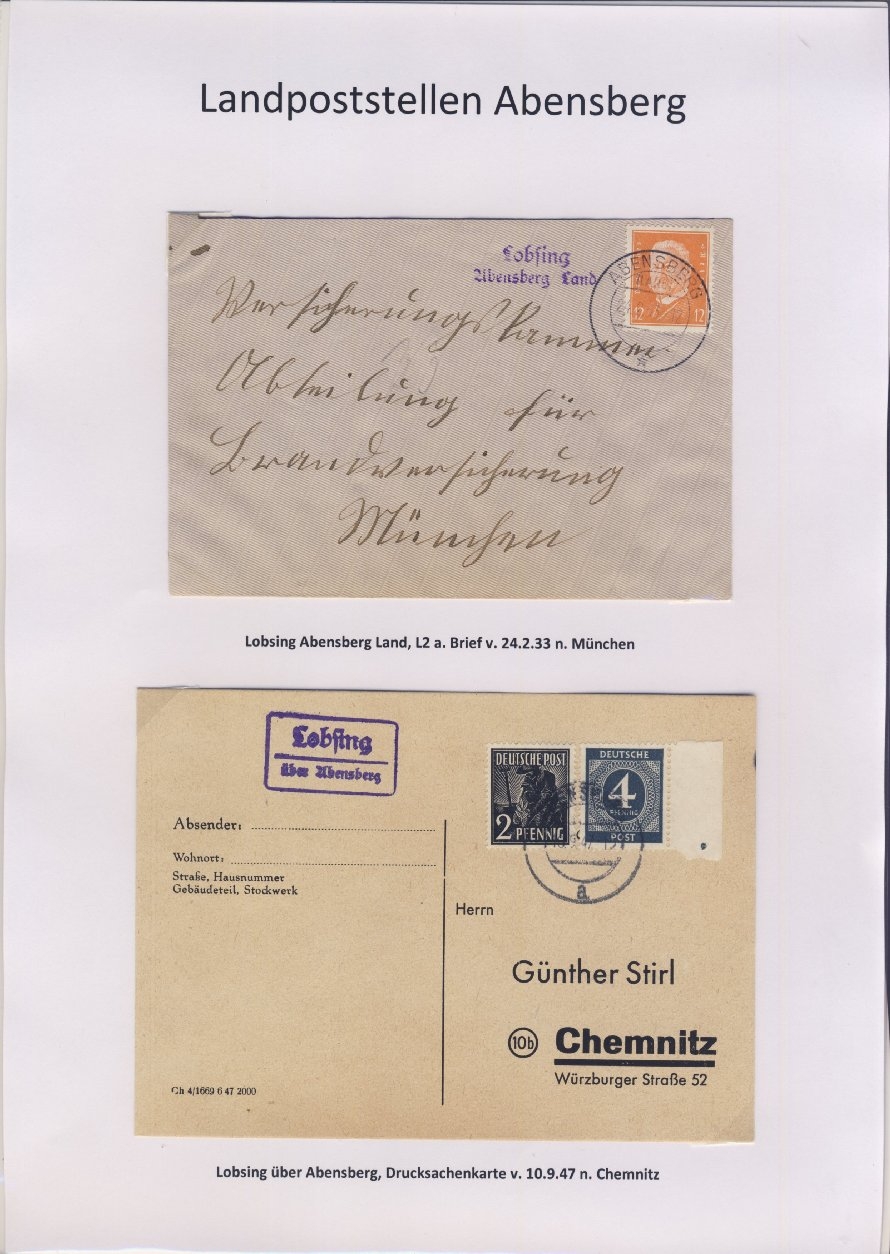 Landpoststellen Abensberg
Lobsing
Abensberg Land
ABENSBERG
12 12
Versicherungskammer
Abteilung für
Brandversicherung
München
Lobsing Abensberg Land, L2 a. Brief v. 24.2.33 n. München
Lobsing
über Abensberg
DEUTSCHE POST
2 PFENNIG
DEUTSCHE
4
PFENNIG
POST
a
Absender:
Wohnort:
Straße, Hausnummer
Gebäudeteil, Stockwerk
Herrn
Günther Stirl
10b Chemnitz
Würzburger Straße 52
Ch 4/1669 6 47 2000
Lobsing über Abensberg, Drucksachenkarte v. 10.9.47 n. Chemnitz